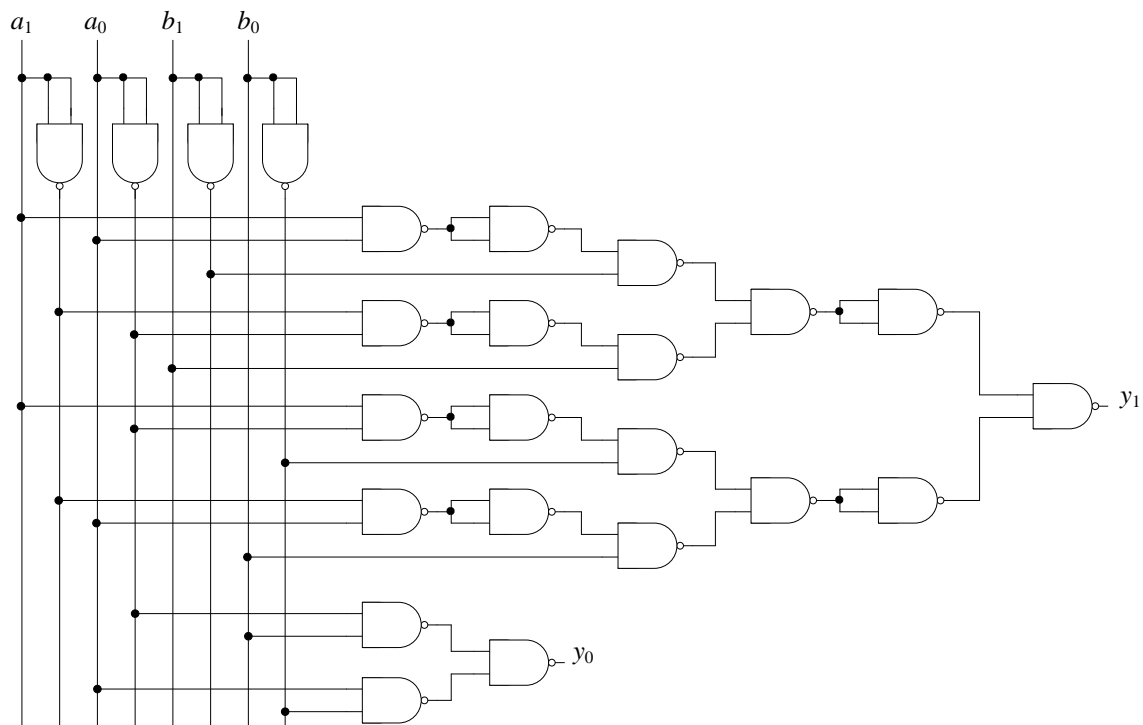 a₁ a₀ b₁ b₀
y₁
y₀